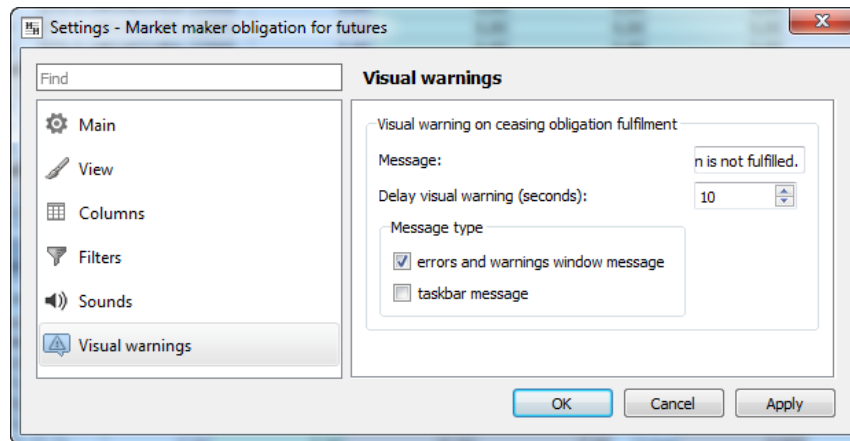 Settings - Market maker obligation for futures
Find
Main
View
Columns
Filters
Sounds
Visual warnings
Visual warnings
Visual warning on ceasing obligation fulfilment
Message: n is not fulfilled.
Delay visual warning (seconds): 10
Message type
errors and warnings window message
taskbar message
OK Cancel Apply